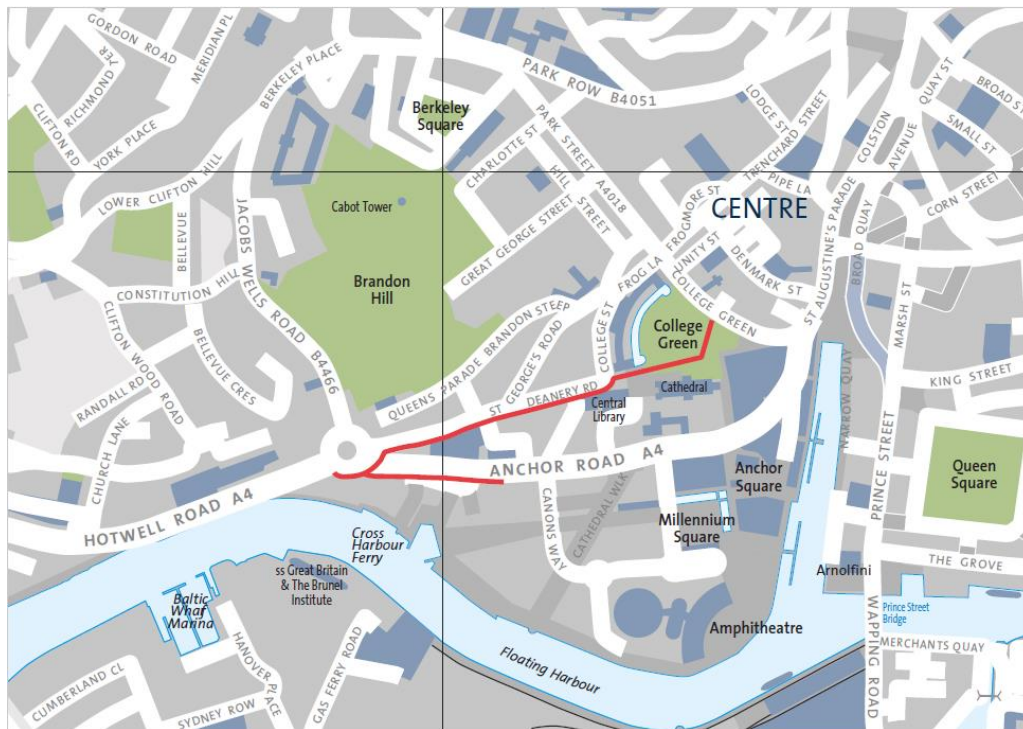 GORDON ROAD
MERIDIAN PL
RICHMOND TER
CLIFTON RD
YORK PLACE
BERKELEY PLACE
PARK ROW B4051
Berkeley
Square
CHARLOTTE ST
PARK STREET A4018
HILL STREET
LODGE ST
TRENCHARD STREET
COLSTON AVENUE
QUAY ST
BROAD S
SMALL ST
CORN STREET
PIPE LA
LOWER CLIFTON HILL
BELLEVUE
JACOBS WELLS ROAD B4466
Cabot Tower
GREAT GEORGE STREET
FROGMORE ST
CENTRE
UNITY ST
DENMARK ST
ST AUGUSTINE'S PARADE
BROAD QUAY
MARSH ST
CONSTITUTION HILL
Brandon
Hill
FROG LA
COLLEGE GREEN
College
Green
CLIFTON WOOD ROAD
BELLEVUE CRES
QUEENS PARADE
BRANDON STEEP
ST GEORGE'S ROAD
COLLEGE ST
DEANERY RD
Cathedral
Central
Library
KING STREET
NARROW QUAY
PRINCE STREET
RANDALL RD
CHURCH LANE
ANCHOR ROAD A4
Anchor
Square
Queen
Square
HOTWELL ROAD A4
CANONS WAY
CATHEDRAL WLK
Millennium
Square
Cross
Harbour
Ferry
ss Great Britain
& The Brunel
Institute
Arnolfini
THE GROVE
Baltic
Wharf
Marina
Prince Street
Bridge
Amphitheatre
WAPPING ROAD
MERCHANTS QUAY
HANOVER PLACE
GAS FERRY ROAD
Floating Harbour
CUMBERLAND CL
SYDNEY ROW